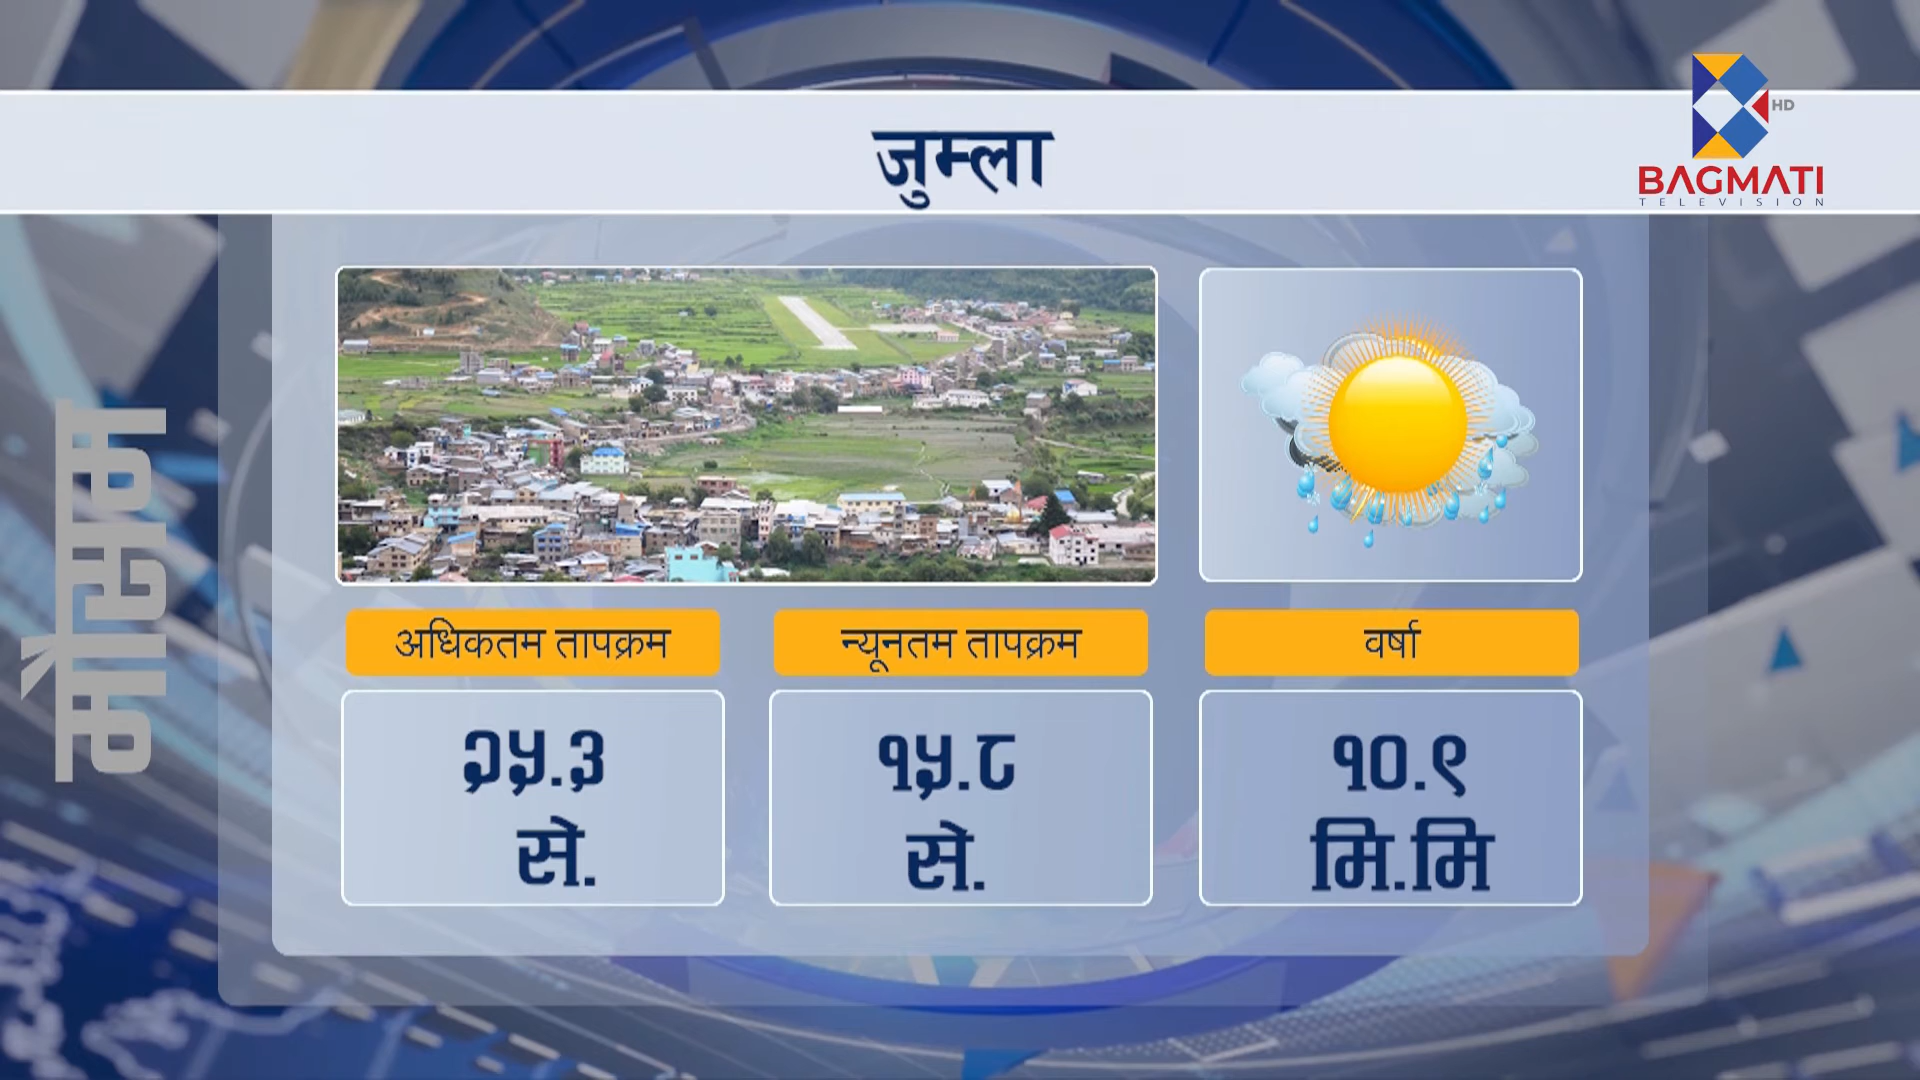 जुम्ला
HD
BAGMATI
TELEVISION
मौसम
अधिकतम तापक्रम
न्यूनतम तापक्रम
वर्षा
२५.३
से.
१५.८
से.
१०.९
मि.मि